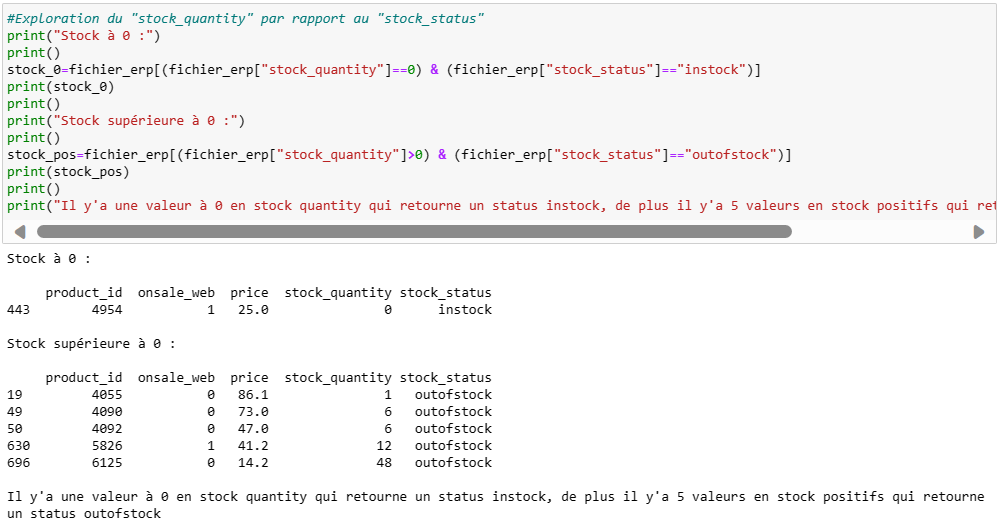 #Exploration du "stock_quantity" par rapport au "stock_status"
print("Stock à 0 :")
print()
stock_0=fichier_erp[(fichier_erp["stock_quantity"]==0) & (fichier_erp["stock_status"]=="instock")]
print(stock_0)
print()
print("Stock supérieure à 0 :")
print()
stock_pos=fichier_erp[(fichier_erp["stock_quantity"]>0) & (fichier_erp["stock_status"]=="outofstock")]
print(stock_pos)
print()
print("Il y'a une valeur à 0 en stock quantity qui retourne un status instock, de plus il y'a 5 valeurs en stock positifs qui ret
Stock à 0 :
product_id onsale_web price stock_quantity stock_status
443 4954 1 25.0 0 instock
Stock supérieure à 0 :
product_id onsale_web price stock_quantity stock_status
19 4055 0 86.1 1 outofstock
49 4090 0 73.0 6 outofstock
50 4092 0 47.0 6 outofstock
630 5826 1 41.2 12 outofstock
696 6125 0 14.2 48 outofstock
Il y'a une valeur à 0 en stock quantity qui retourne un status instock, de plus il y'a 5 valeurs en stock positifs qui retourne
un status outofstock